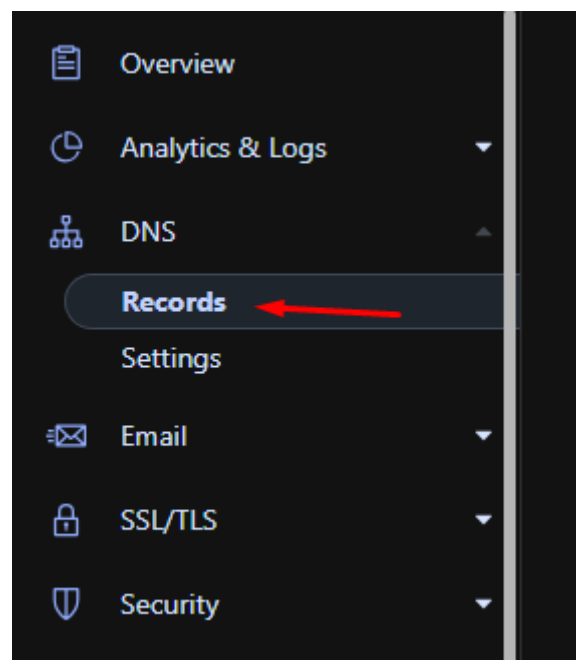 Overview
Analytics & Logs
DNS
Records
Settings
Email
SSL/TLS
Security